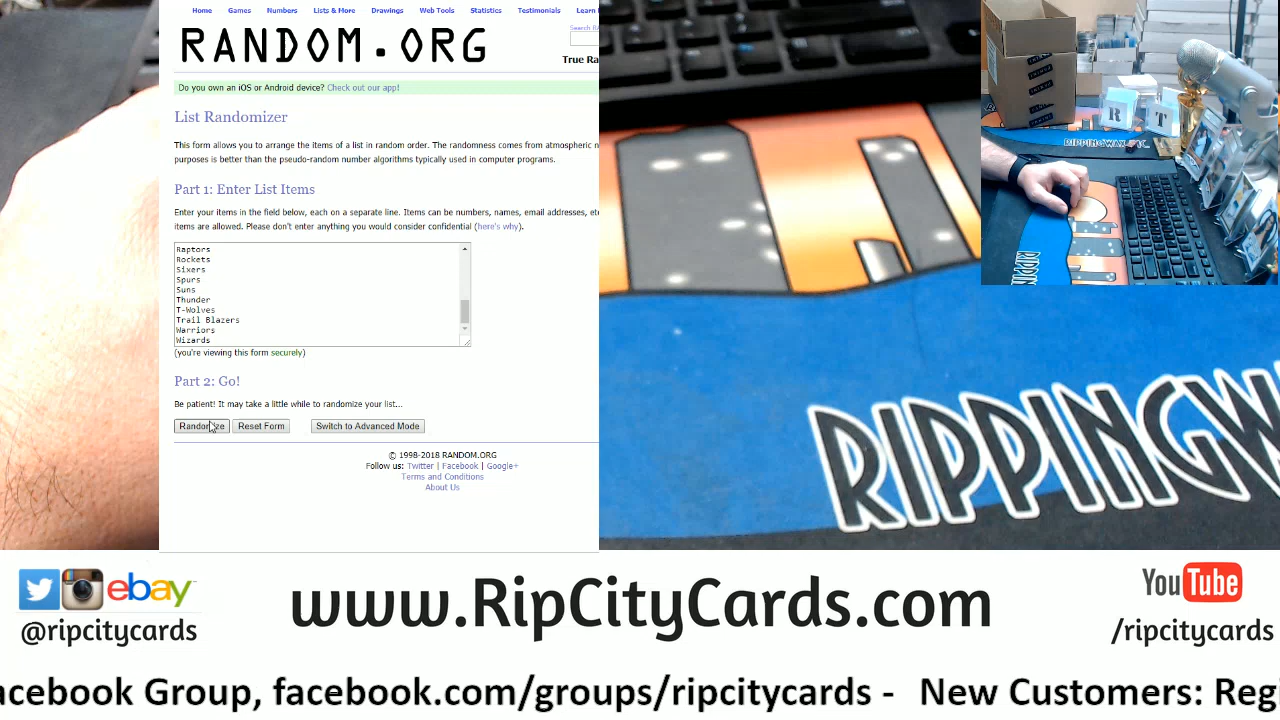 Home Games Numbers Lists & More Drawings Web Tools Statistics Testimonials Learn
RANDOM.ORG
Search RA
True Ra
Do you own an iOS or Android device? Check out our app!
List Randomizer
This form allows you to arrange the items of a list in random order. The randomness comes from atmospheric n
purposes is better than the pseudo-random number algorithms typically used in computer programs.
Part 1: Enter List Items
Enter your items in the field below, each on a separate line. Items can be numbers, names, email addresses, etc
items are allowed. Please don't enter anything you would consider confidential (here's why).
Raptors
Rockets
Sixers
Spurs
Suns
Thunder
T-Wolves
Trail Blazers
Warriors
Wizards
(you're viewing this form securely)
Part 2: Go!
Be patient! It may take a little while to randomize your list...
Randomize Reset Form Switch to Advanced Mode
© 1998-2018 RANDOM.ORG
Follow us: Twitter | Facebook | Google+
Terms and Conditions
About Us
R T
RIPPINGW
ebay
@ripcitycards
www.RipCityCards.com
YouTube
/ripcitycards
acebook Group, facebook.com/groups/ripcitycards - New Customers: Regi